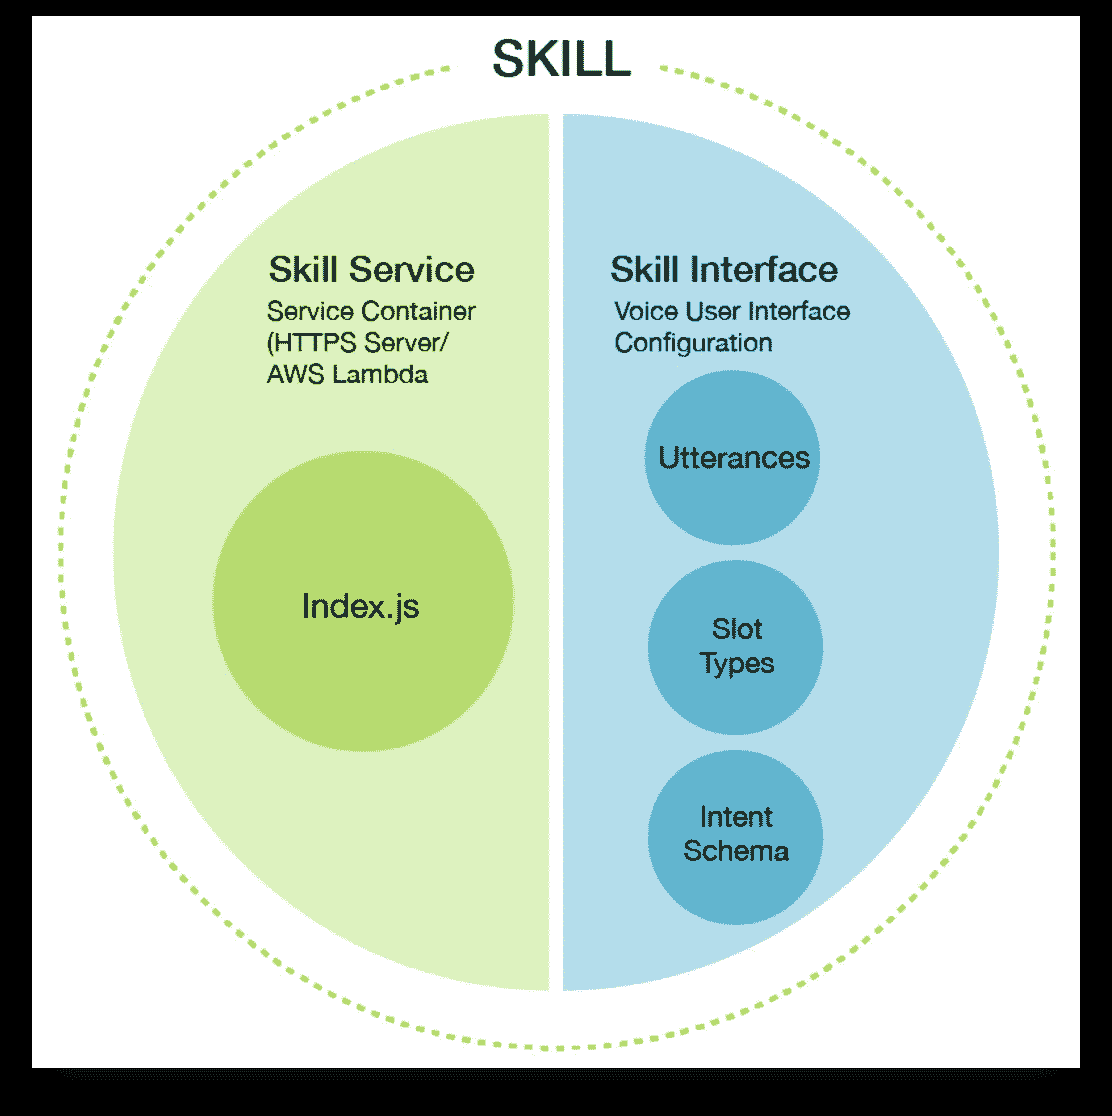 SKILL
Skill Service
Service Container
(HTTPS Server/
AWS Lambda
Index.js
Skill Interface
Voice User Interface
Configuration
Utterances
Slot
Types
Intent
Schema